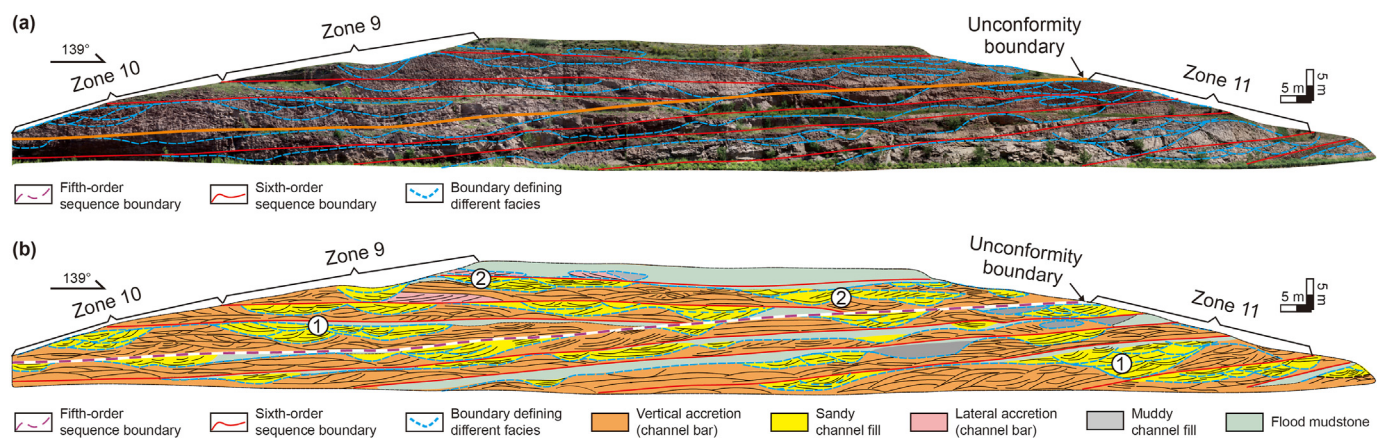 (a)
139°
Zone 10
Zone 9
Unconformity
boundary
Zone 11
5 m
5 m
Fifth-order
sequence boundary
Sixth-order
sequence boundary
Boundary defining
different facies
(b)
139°
Zone 10
Zone 9
Unconformity
boundary
Zone 11
5 m
5 m
2
2
1
1
Fifth-order
sequence boundary
Sixth-order
sequence boundary
Boundary defining
different facies
Vertical accretion
(channel bar)
Sandy
channel fill
Lateral accretion
(channel bar)
Muddy
channel fill
Flood mudstone